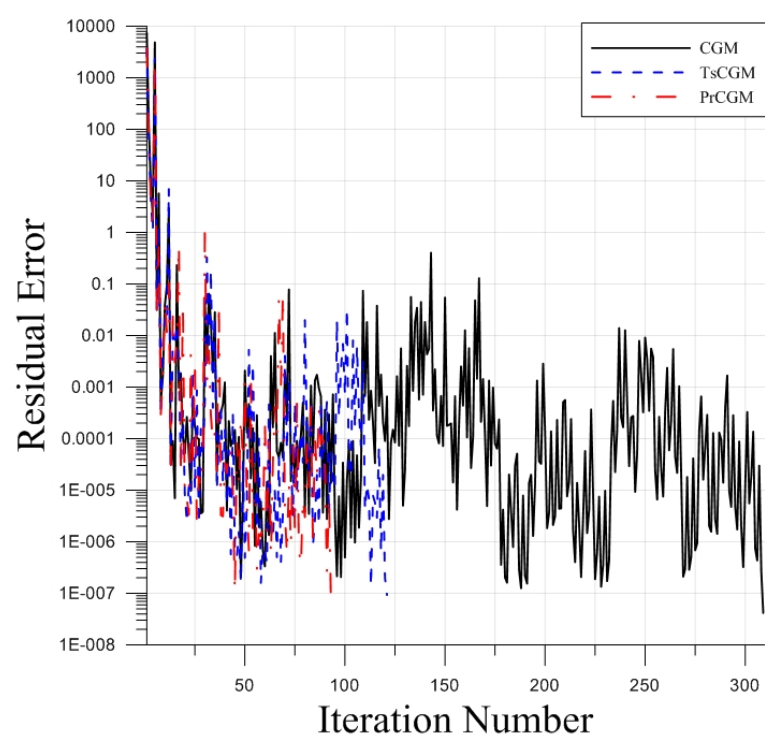 10000
1000
100
10
1
0.1
0.01
0.001
0.0001
1E-005
1E-006
1E-007
1E-008
Residual Error
CGM
TsCGM
PrCGM
50 100 150 200 250 300
Iteration Number